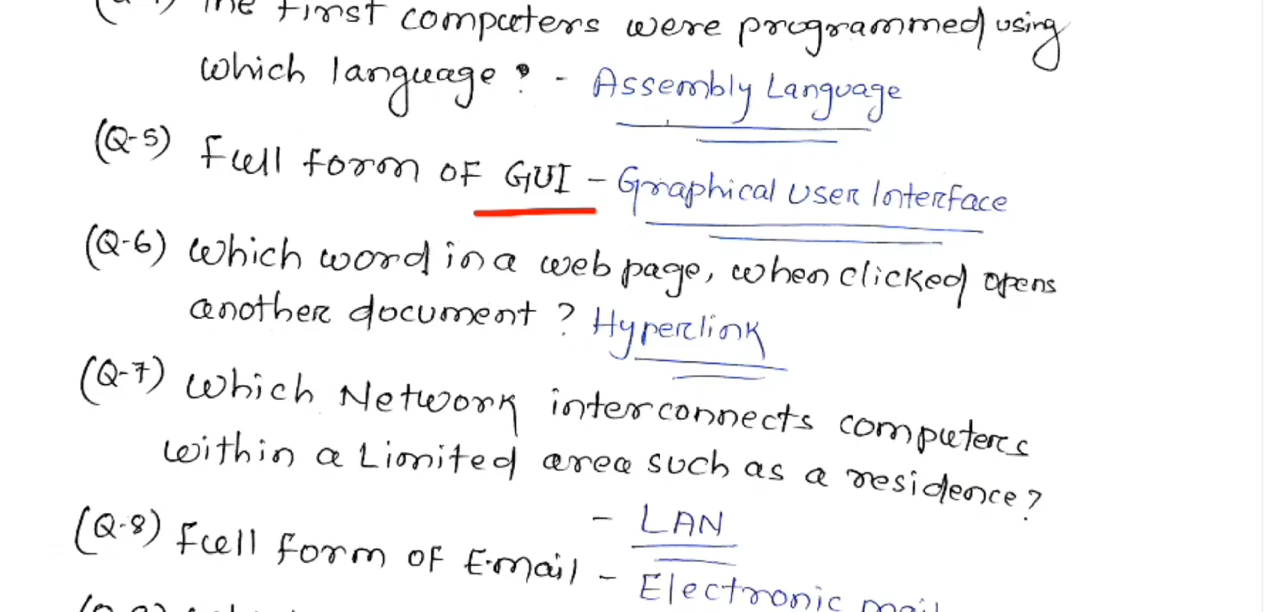 The first computers were programmed using
which language? - Assembly Language
(Q-5) Full form of GUI - Graphical User Interface
(Q-6) Which word in a web page, when clicked opens
another document? Hyperlink
(Q-7) Which Network interconnects computers
within a Limited area such as a residence?
- LAN
(Q-8) Full form of E-mail - Electronic mail